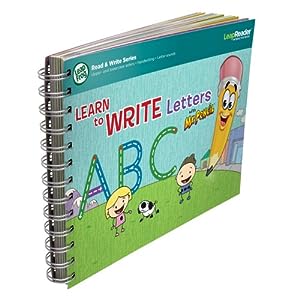 LeapFrog
Read & Write Series
LeapReader
LEARN
to WRITE Letters
with
Mr. Pencil
ABC